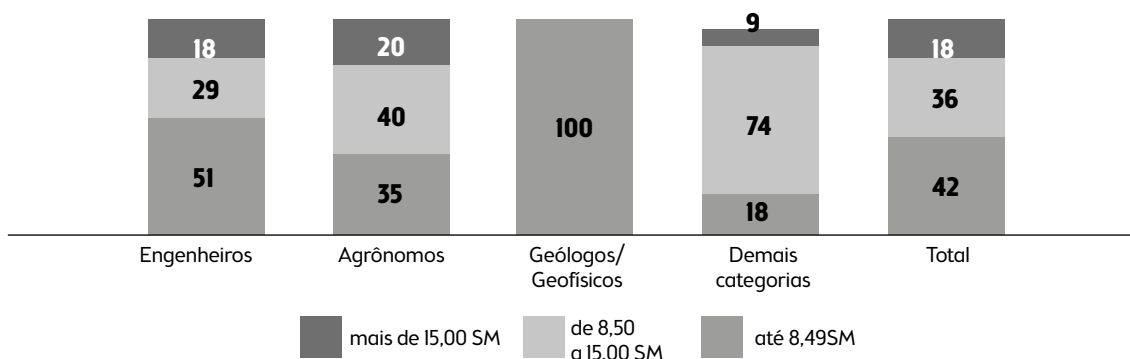 18
20
9
18
29
40
100
74
36
51
35
18
42
Engenheiros
Agrônomos
Geólogos/
Geofísicos
Demais
categorias
Total
mais de 15,00 SM
de 8,50
a 15,00 SM
até 8,49SM